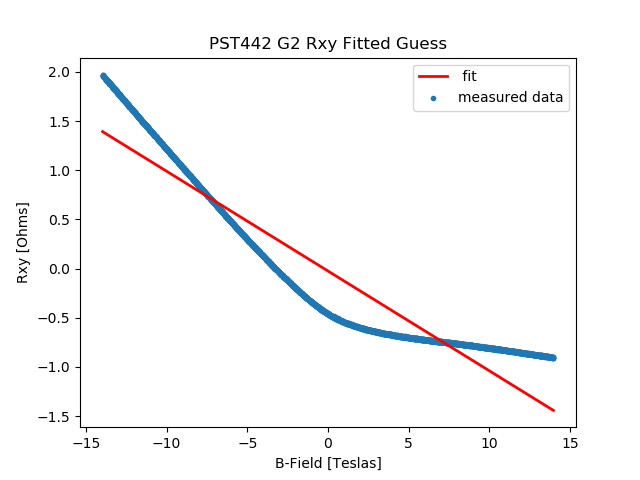 PST442 G2 Rxy Fitted Guess
fit
measured data
Rxy [Ohms]
2.0
1.5
1.0
0.5
0.0
−0.5
−1.0
−1.5
−15 −10 −5 0 5 10 15
B-Field [Teslas]